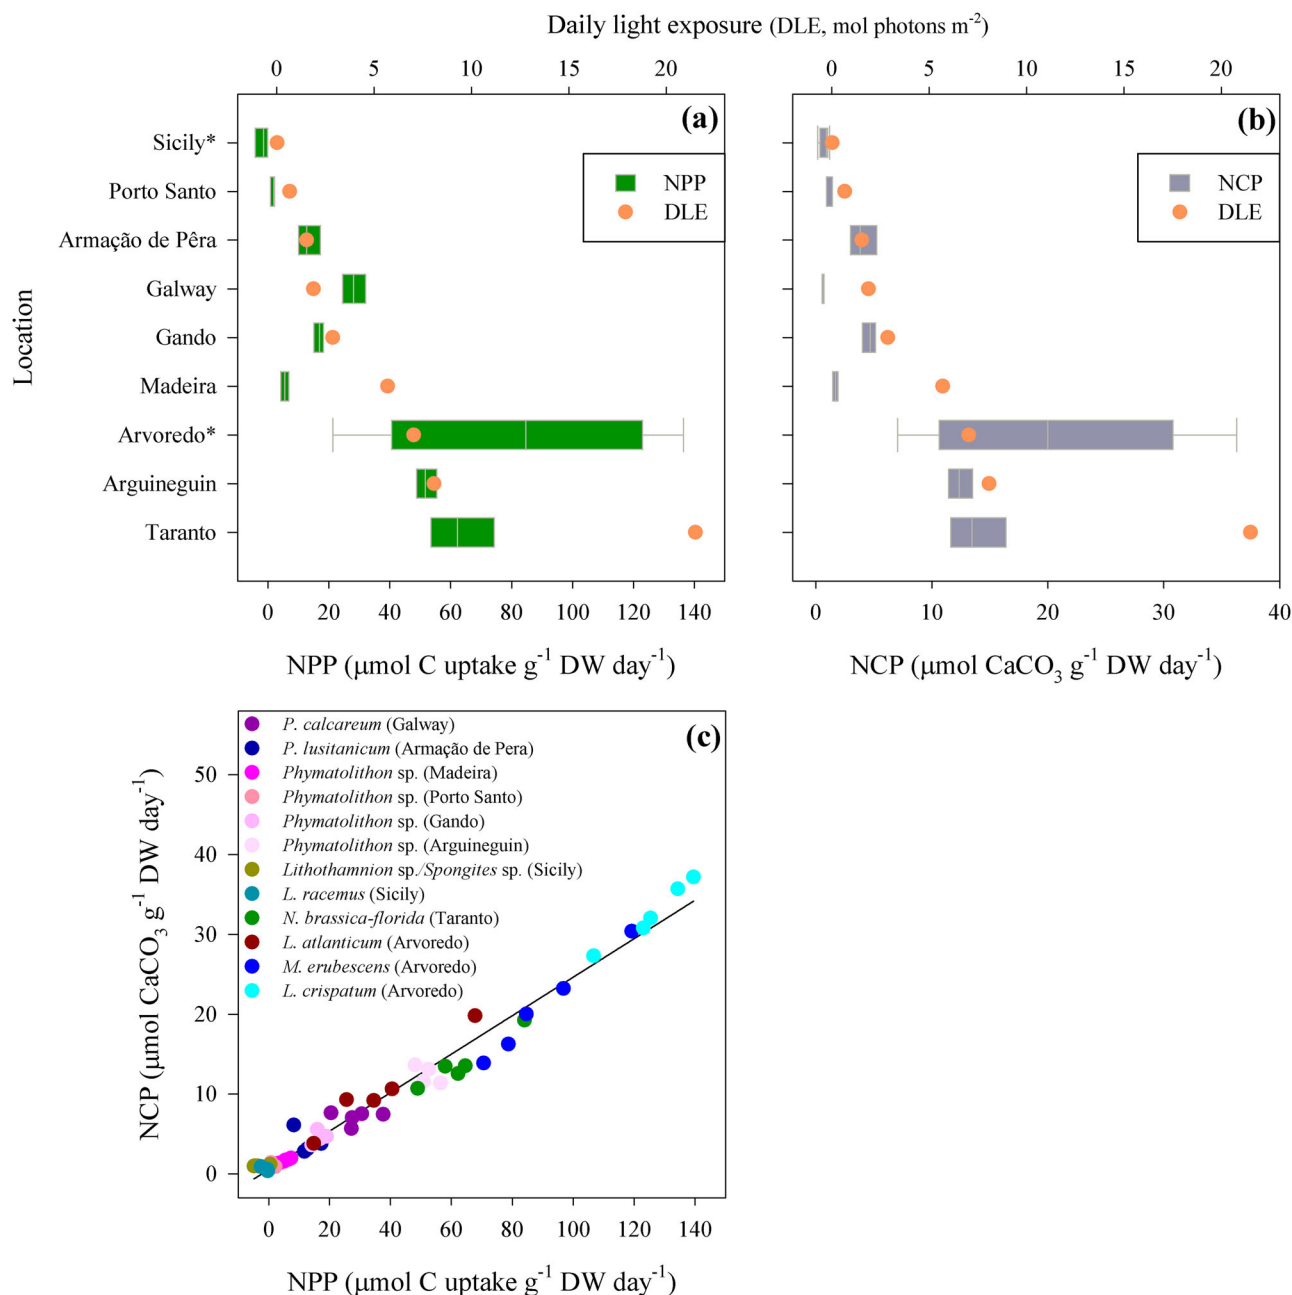 Daily light exposure (DLE, mol photons m⁻²)
0 5 10 15 20
0 5 10 15 20
(a)
(b)
Location
Sicily*
Porto Santo
Armação de Pêra
Galway
Gando
Madeira
Arvoredo*
Arguineguin
Taranto
NPP
DLE
NCP
DLE
0 20 40 60 80 100 120 140
0 10 20 30 40
NPP (μmol C uptake g⁻¹ DW day⁻¹)
NCP (μmol CaCO₃ g⁻¹ DW day⁻¹)
(c)
P. calcareum (Galway)
P. lusitanicum (Armação de Pera)
Phymatolithon sp. (Madeira)
Phymatolithon sp. (Porto Santo)
Phymatolithon sp. (Gando)
Phymatolithon sp. (Arguineguin)
Lithothamnion sp./Spongites sp. (Sicily)
L. racemus (Sicily)
N. brassica-florida (Taranto)
L. atlanticum (Arvoredo)
M. erubescens (Arvoredo)
L. crispatum (Arvoredo)
NCP (μmol CaCO₃ g⁻¹ DW day⁻¹)
50
40
30
20
10
0
0 20 40 60 80 100 120 140
NPP (μmol C uptake g⁻¹ DW day⁻¹)